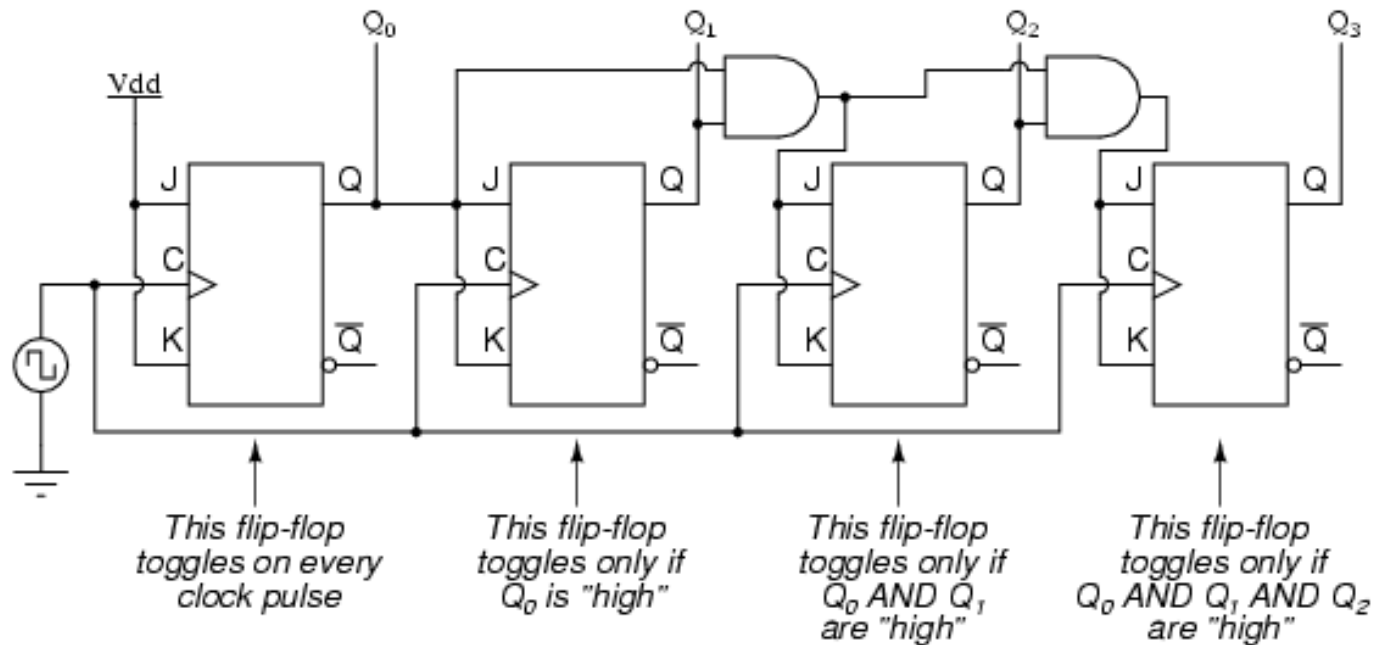 Q₀ Q₁ Q₂ Q₃
Vdd
J Q J Q J Q J Q
C C C C
K Q̅ K Q̅ K Q̅ K Q̅
This flip-flop
toggles on every
clock pulse
This flip-flop
toggles only if
Q₀ is "high"
This flip-flop
toggles only if
Q₀ AND Q₁
are "high"
This flip-flop
toggles only if
Q₀ AND Q₁ AND Q₂
are "high"